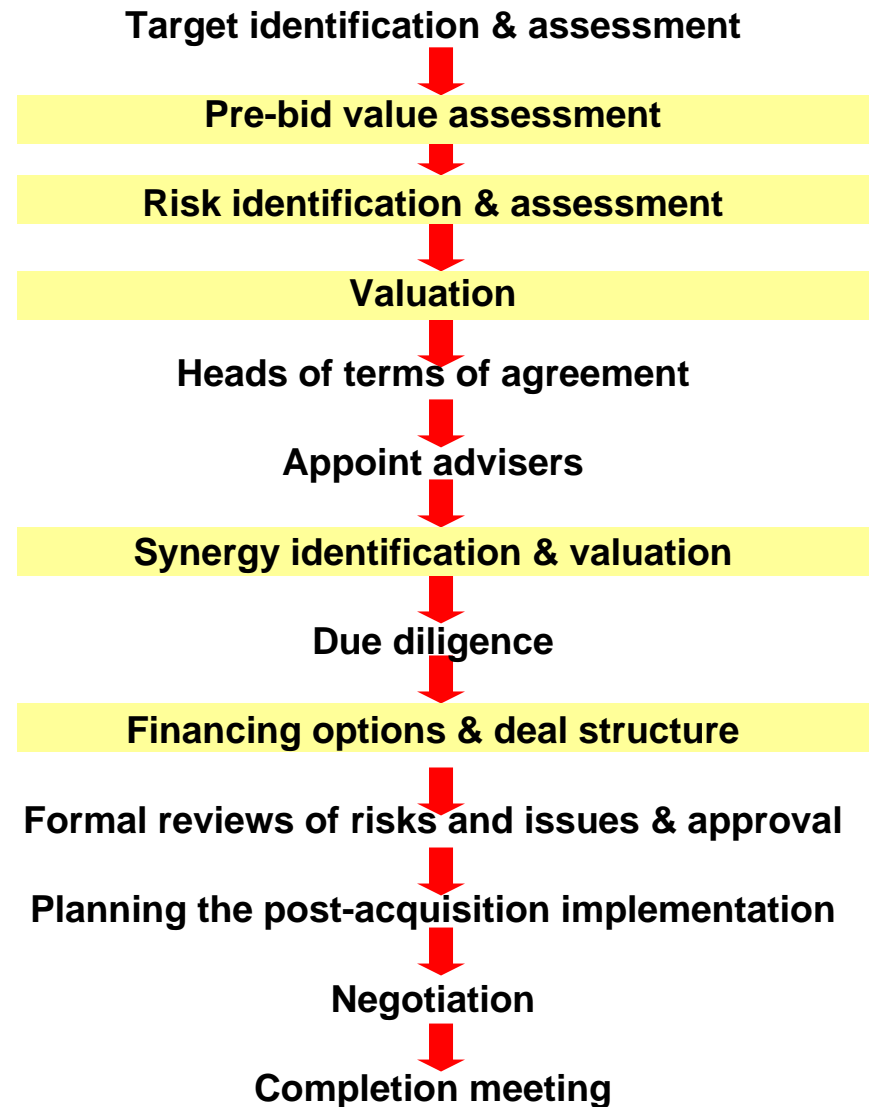 Target identification & assessment
Pre-bid value assessment
Risk identification & assessment
Valuation
Heads of terms of agreement
Appoint advisers
Synergy identification & valuation
Due diligence
Financing options & deal structure
Formal reviews of risks and issues & approval
Planning the post-acquisition implementation
Negotiation
Completion meeting